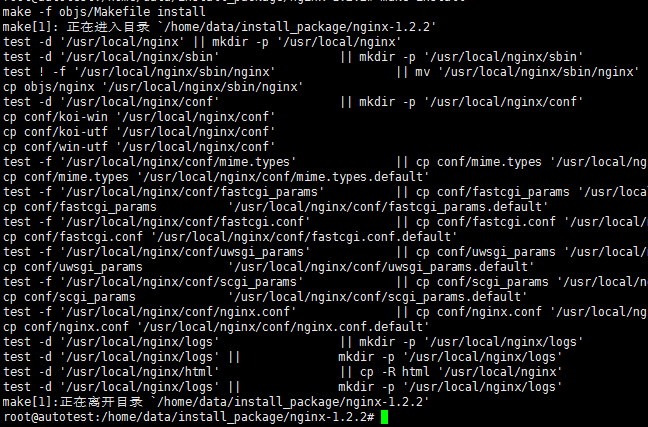 make -f objs/Makefile install
make[1]: 正在进入目录 `/home/data/install_package/nginx-1.2.2'
test -d '/usr/local/nginx' || mkdir -p '/usr/local/nginx'
test -d '/usr/local/nginx/sbin' || mkdir -p '/usr/local/nginx/sbin'
test ! -f '/usr/local/nginx/sbin/nginx' || mv '/usr/local/nginx/sbin/nginx'
cp objs/nginx '/usr/local/nginx/sbin/nginx'
test -d '/usr/local/nginx/conf' || mkdir -p '/usr/local/nginx/conf'
cp conf/koi-win '/usr/local/nginx/conf'
cp conf/koi-utf '/usr/local/nginx/conf'
cp conf/win-utf '/usr/local/nginx/conf'
test -f '/usr/local/nginx/conf/mime.types' || cp conf/mime.types '/usr/local/ng
cp conf/mime.types '/usr/local/nginx/conf/mime.types.default'
test -f '/usr/local/nginx/conf/fastcgi_params' || cp conf/fastcgi_params '/usr/loca
cp conf/fastcgi_params '/usr/local/nginx/conf/fastcgi_params.default'
test -f '/usr/local/nginx/conf/fastcgi.conf' || cp conf/fastcgi.conf '/usr/local/
cp conf/fastcgi.conf '/usr/local/nginx/conf/fastcgi.conf.default'
test -f '/usr/local/nginx/conf/uwsgi_params' || cp conf/uwsgi_params '/usr/local/
cp conf/uwsgi_params '/usr/local/nginx/conf/uwsgi_params.default'
test -f '/usr/local/nginx/conf/scgi_params' || cp conf/scgi_params '/usr/local/n
cp conf/scgi_params '/usr/local/nginx/conf/scgi_params.default'
test -f '/usr/local/nginx/conf/nginx.conf' || cp conf/nginx.conf '/usr/local/ng
cp conf/nginx.conf '/usr/local/nginx/conf/nginx.conf.default'
test -d '/usr/local/nginx/logs' || mkdir -p '/usr/local/nginx/logs'
test -d '/usr/local/nginx/logs' || mkdir -p '/usr/local/nginx/logs'
test -d '/usr/local/nginx/html' || cp -R html '/usr/local/nginx'
test -d '/usr/local/nginx/logs' || mkdir -p '/usr/local/nginx/logs'
make[1]:正在离开目录 `/home/data/install_package/nginx-1.2.2'
root@autotest:/home/data/install_package/nginx-1.2.2#